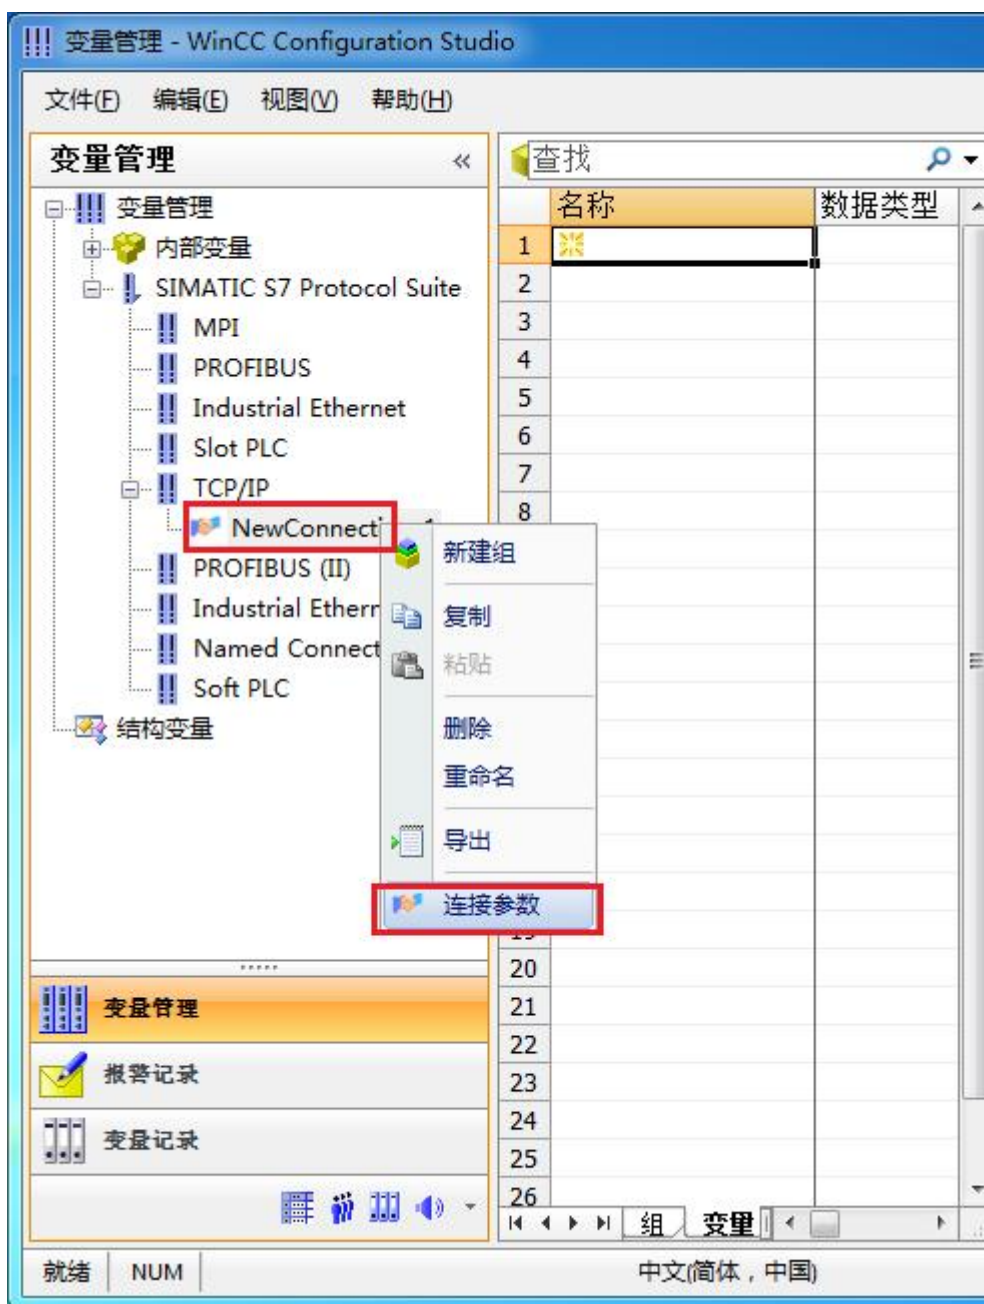 变量管理 - WinCC Configuration Studio
文件(F) 编辑(E) 视图(V) 帮助(H)
变量管理 «
查找
变量管理
内部变量
SIMATIC S7 Protocol Suite
MPI
PROFIBUS
Industrial Ethernet
Slot PLC
TCP/IP
NewConnecti
PROFIBUS (II)
Industrial Ether
Named Connect
Soft PLC
结构变量
新建组
复制
粘贴
删除
重命名
导出
连接参数
变量管理
报警记录
变量记录
名称 数据类型
1
2
3
4
5
6
7
8
20
21
22
23
24
25
26
组 变量
就绪 NUM 中文(简体，中国)